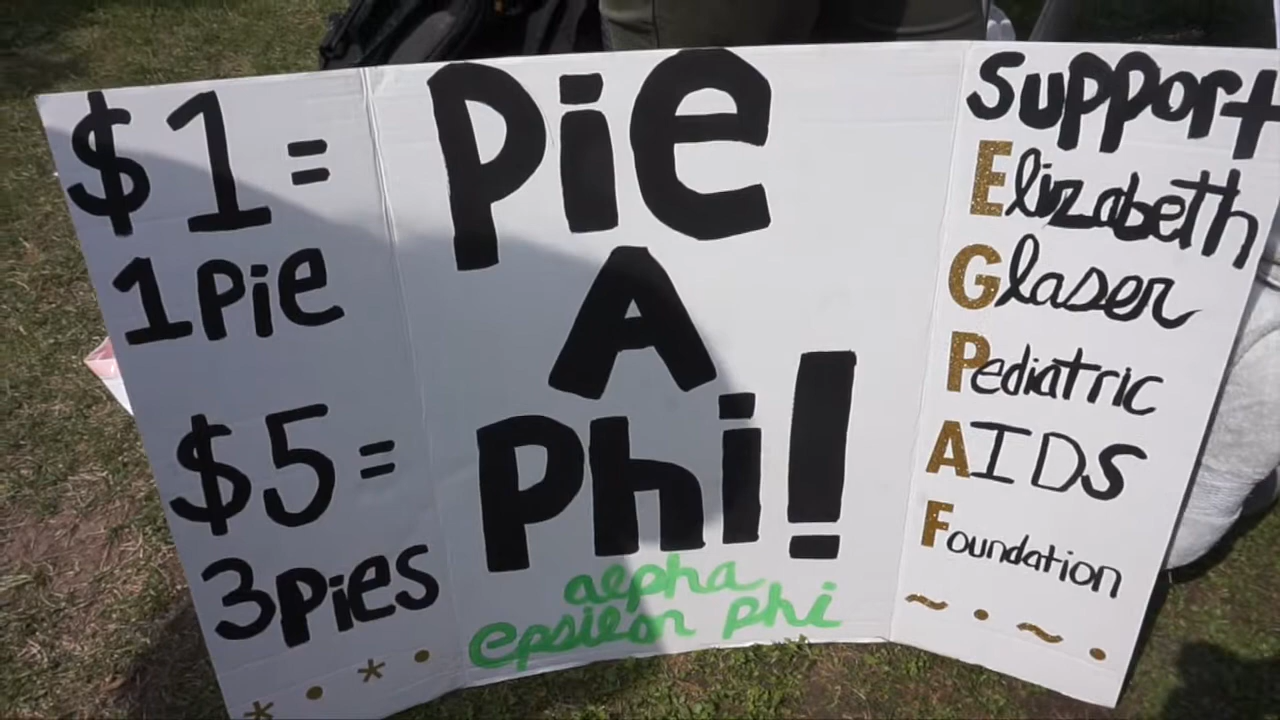 $1 =
1 Pie
$5 =
3 Pies
Pie
A
Phi!
alpha
epsilon phi
Support
Elizabeth
Glaser
Pediatric
AIDS
Foundation